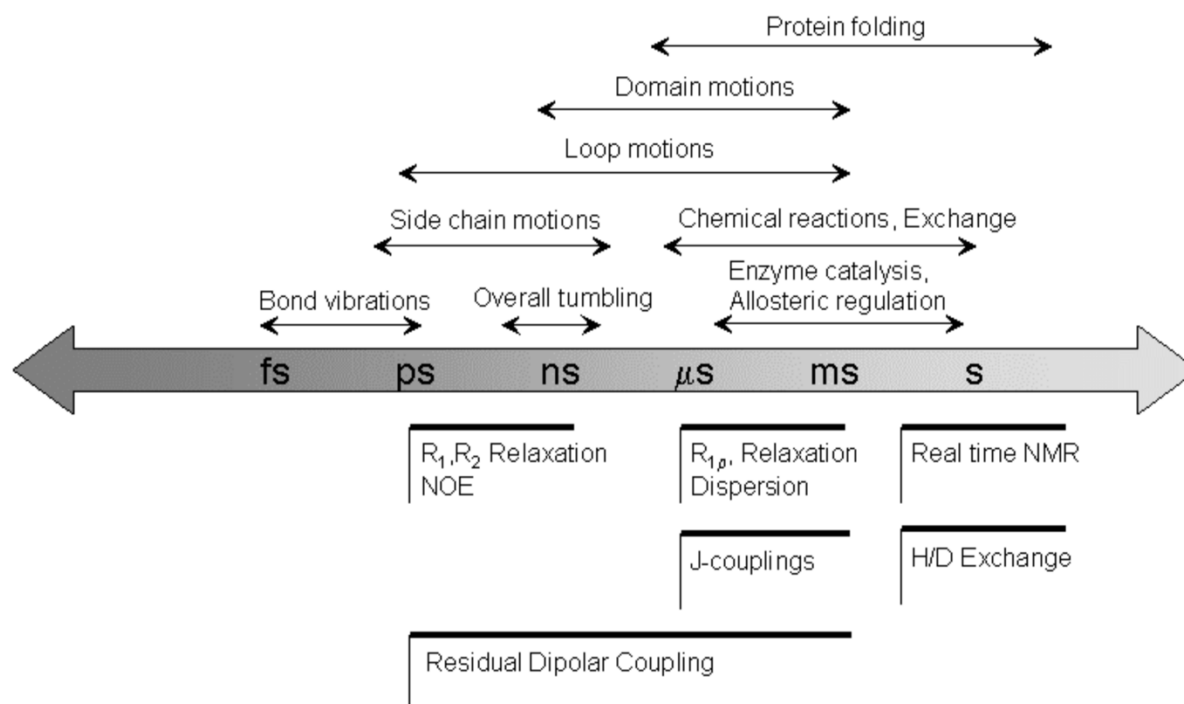 Protein folding
Domain motions
Loop motions
Side chain motions
Chemical reactions, Exchange
Bond vibrations
Overall tumbling
Enzyme catalysis,
Allosteric regulation
fs ps ns μs ms s
R₁,R₂ Relaxation
NOE
R₁ᵨ, Relaxation
Dispersion
Real time NMR
J-couplings
H/D Exchange
Residual Dipolar Coupling